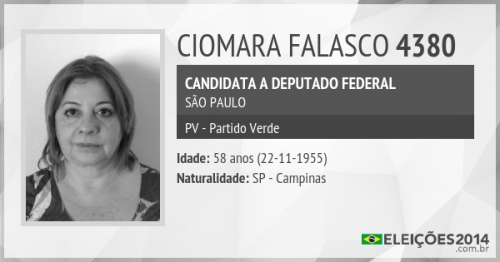 CIOMARA FALASCO 4380
CANDIDATA A DEPUTADO FEDERAL
SÃO PAULO
PV - Partido Verde
Idade: 58 anos (22-11-1955)
Naturalidade: SP - Campinas
ELEIÇÕES2014
.com.br